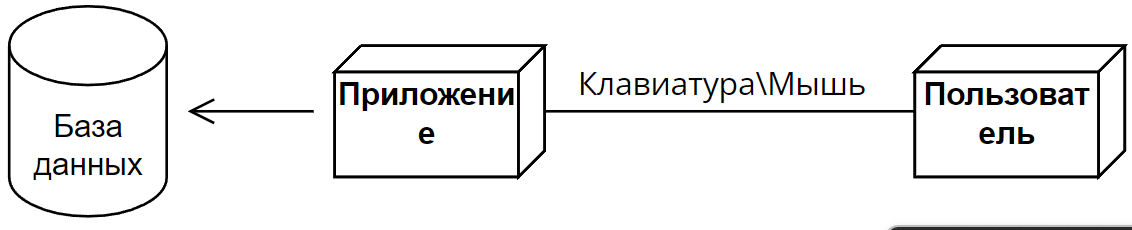 База
данных
Приложени
е
Клавиатура\Мышь
Пользоват
ель